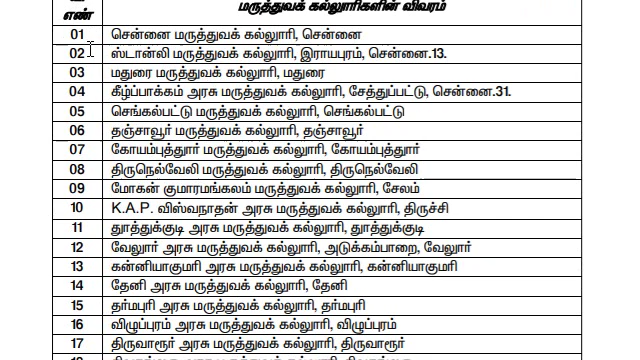 எண் மருத்துவக் கல்லூரிகளின் விவரம்
01 சென்னை மருத்துவக் கல்லூரி, சென்னை
02 ஸ்டான்லி மருத்துவக் கல்லூரி, இராயபுரம், சென்னை.13.
03 மதுரை மருத்துவக் கல்லூரி, மதுரை
04 கீழ்ப்பாக்கம் அரசு மருத்துவக் கல்லூரி, சேத்துப்பட்டு, சென்னை.31.
05 செங்கல்பட்டு மருத்துவக் கல்லூரி, செங்கல்பட்டு
06 தஞ்சாவூர் மருத்துவக் கல்லூரி, தஞ்சாவூர்
07 கோயம்புத்தூர் மருத்துவக் கல்லூரி, கோயம்புத்தூர்
08 திருநெல்வேலி மருத்துவக் கல்லூரி, திருநெல்வேலி
09 மோகன் குமாரமங்கலம் மருத்துவக் கல்லூரி, சேலம்
10 K.A.P. விஸ்வநாதன் அரசு மருத்துவக் கல்லூரி, திருச்சி
11 தூத்துக்குடி அரசு மருத்துவக் கல்லூரி, தூத்துக்குடி
12 வேலூர் அரசு மருத்துவக் கல்லூரி, அடுக்கம்பாறை, வேலூர்
13 கன்னியாகுமரி அரசு மருத்துவக் கல்லூரி, கன்னியாகுமரி
14 தேனி அரசு மருத்துவக் கல்லூரி, தேனி
15 தர்மபுரி அரசு மருத்துவக் கல்லூரி, தர்மபுரி
16 விழுப்புரம் அரசு மருத்துவக் கல்லூரி, விழுப்புரம்
17 திருவாரூர் அரசு மருத்துவக் கல்லூரி, திருவாரூர்